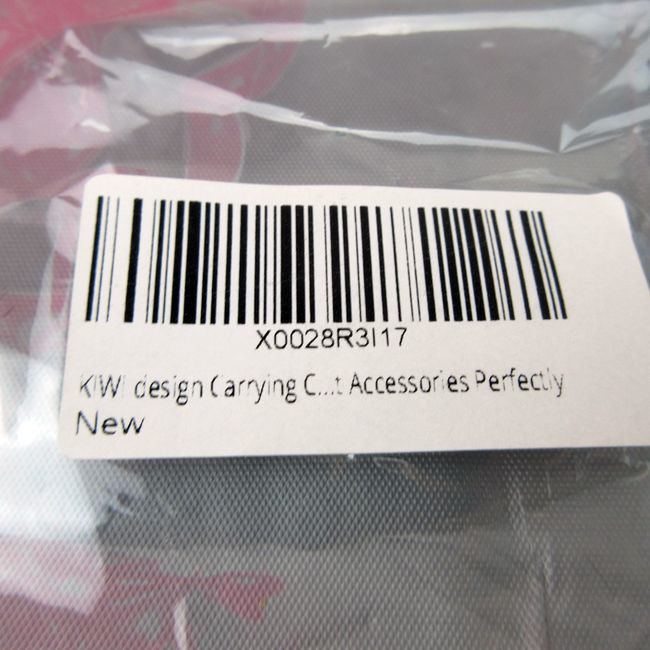 X0028R3I17
KIWI design Carrying C...t Accessories Perfectly
New